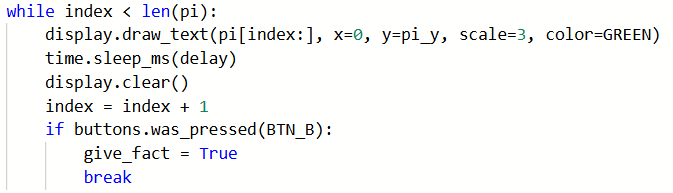 while index < len(pi):
    display.draw_text(pi[index:], x=0, y=pi_y, scale=3, color=GREEN)
    time.sleep_ms(delay)
    display.clear()
    index = index + 1
    if buttons.was_pressed(BTN_B):
        give_fact = True
        break